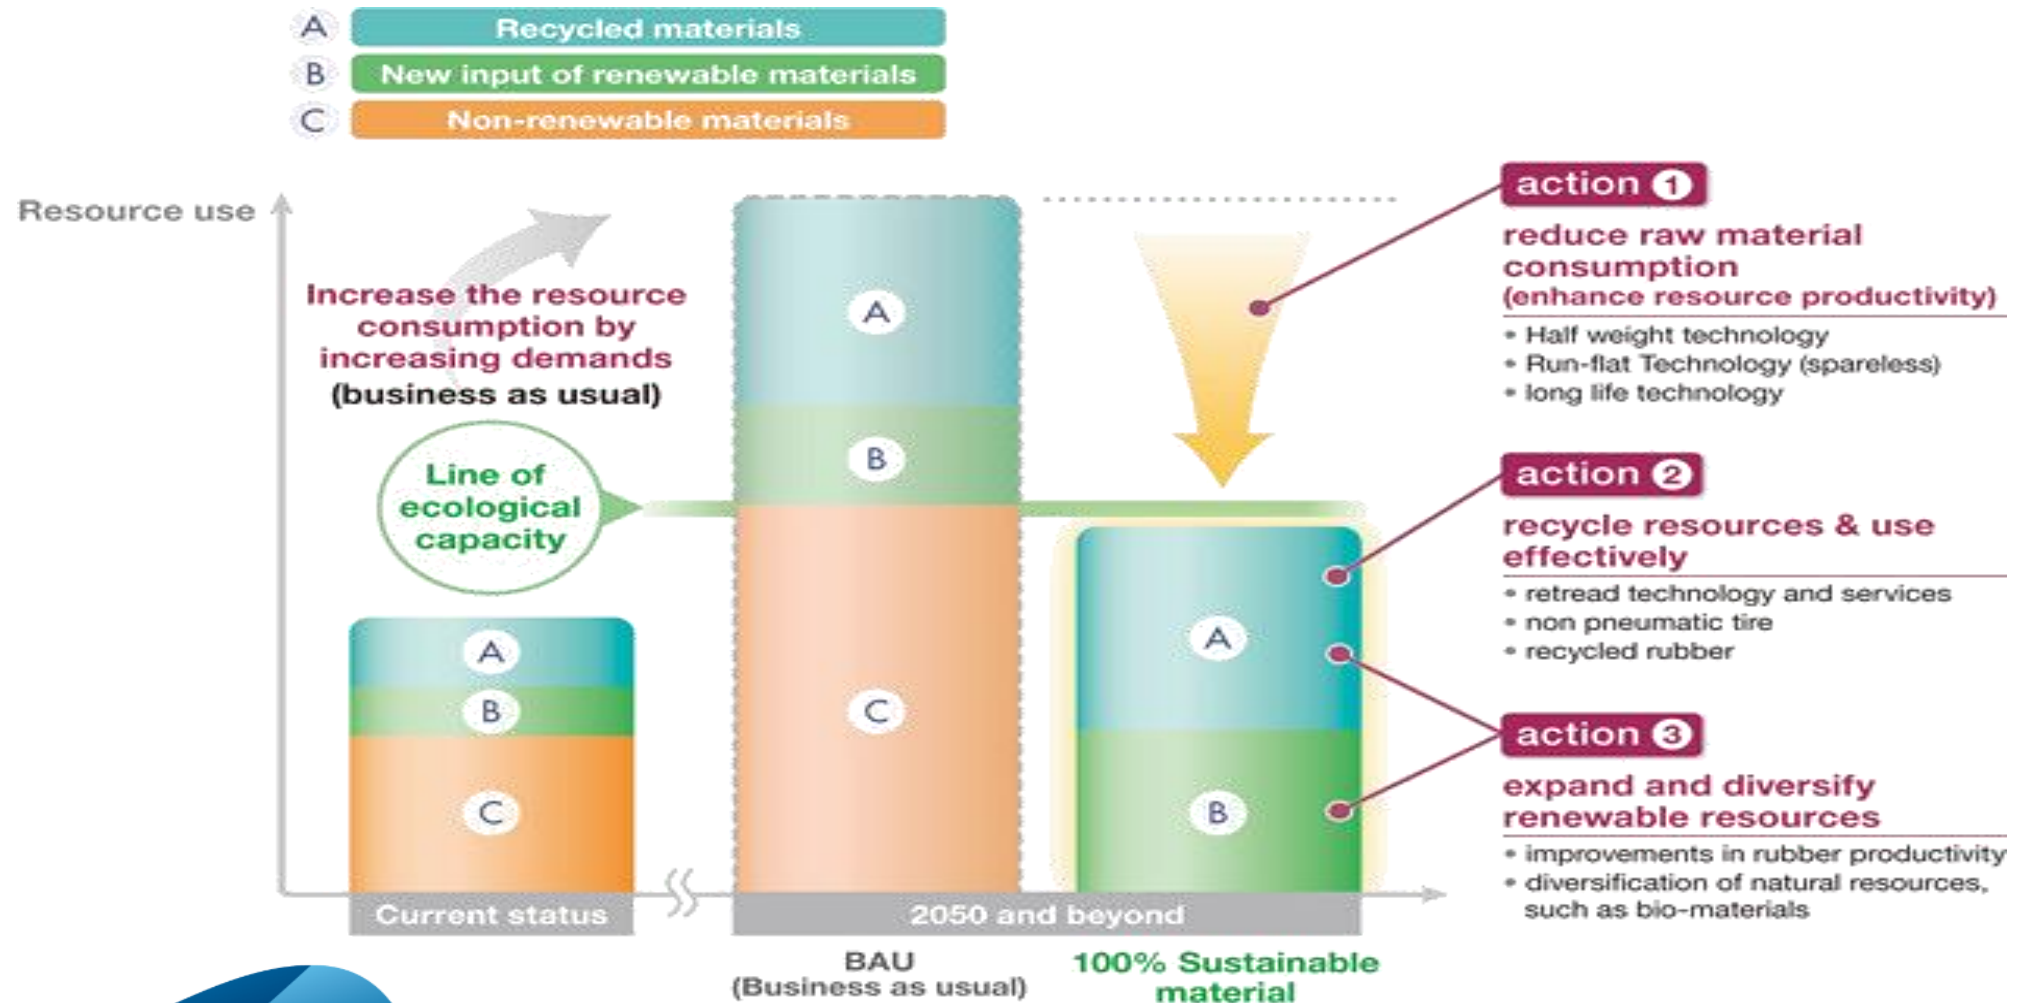 A Recycled materials
B New input of renewable materials
C Non-renewable materials
Resource use
Increase the resource
consumption by
increasing demands
(business as usual)
Line of
ecological
capacity
A
B
C
A
B
C
A
B
Current status
2050 and beyond
BAU
(Business as usual)
100% Sustainable
material
action 1
reduce raw material
consumption
(enhance resource productivity)
• Half weight technology
• Run-flat Technology (spareless)
• long life technology
action 2
recycle resources & use
effectively
• retread technology and services
• non pneumatic tire
• recycled rubber
action 3
expand and diversify
renewable resources
• improvements in rubber productivity
• diversification of natural resources,
such as bio-materials